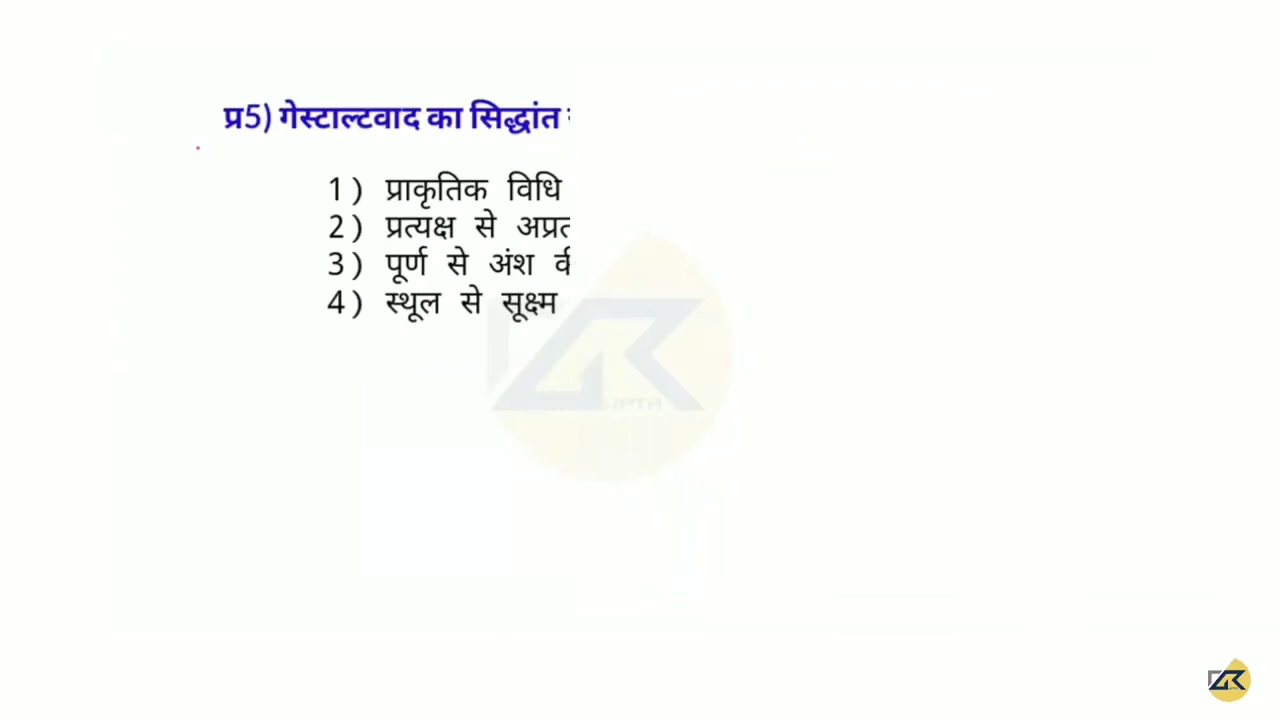 प्र5) गेस्टाल्टवाद का सिद्धांत
1) प्राकृतिक विधि
2) प्रत्यक्ष से
3) पूर्ण से अंश
4) स्थूल से सूक्ष्म